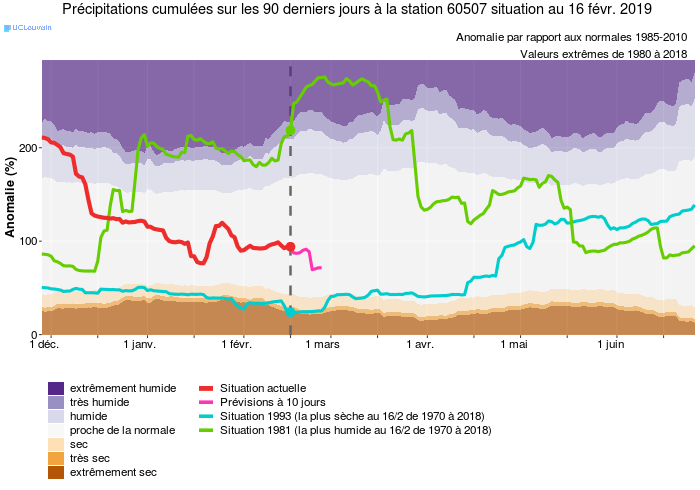 Précipitations cumulées sur les 90 derniers jours à la station 60507 situation au 16 févr. 2019
UCLouvain
Anomalie par rapport aux normales 1985-2010
Valeurs extrêmes de 1980 à 2018
Anomalie (%)
200
100
0
1 déc. 1 janv. 1 févr. 1 mars 1 avr. 1 mai 1 juin
extrêmement humide
très humide
humide
proche de la normale
sec
très sec
extrêmement sec
Situation actuelle
Prévisions à 10 jours
Situation 1993 (la plus sèche au 16/2 de 1970 à 2018)
Situation 1981 (la plus humide au 16/2 de 1970 à 2018)